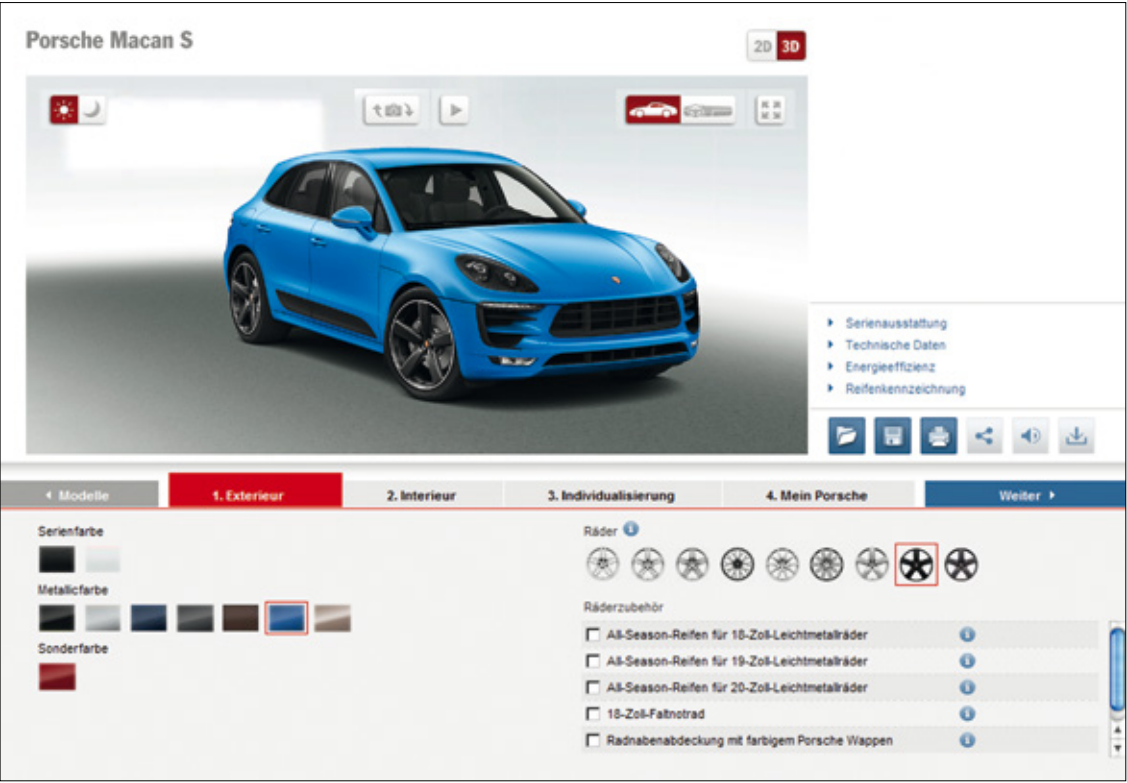 Porsche Macan S
2D 3D
Serienausstattung
Technische Daten
Energieeffizienz
Reifenkennzeichnung
Modelle
1. Exterieur
2. Interieur
3. Individualisierung
4. Mein Porsche
Weiter
Serienfarbe
Metallicfarbe
Sonderfarbe
Räder
Räderzubehör
All-Season-Reifen für 18-Zoll-Leichtmetallräder
All-Season-Reifen für 19-Zoll-Leichtmetallräder
All-Season-Reifen für 20-Zoll-Leichtmetallräder
18-Zoll-Faltnotrad
Radnabenabdeckung mit farbigem Porsche Wappen